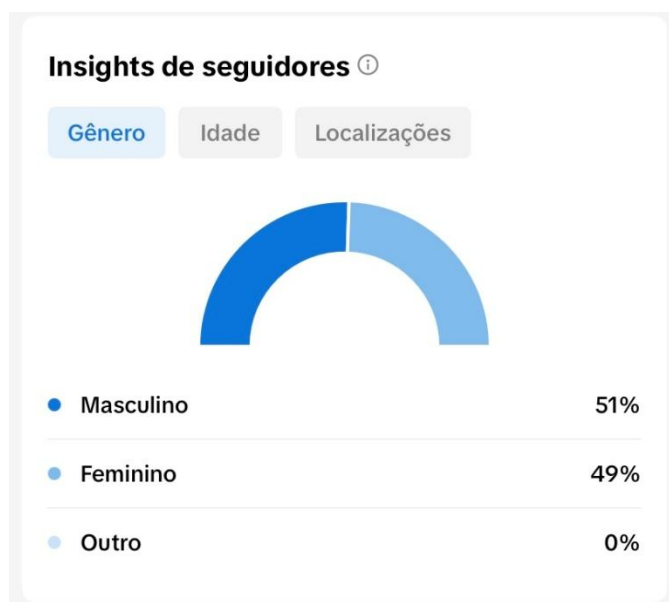 Insights de seguidores
Gênero Idade Localizações
Masculino 51%
Feminino 49%
Outro 0%